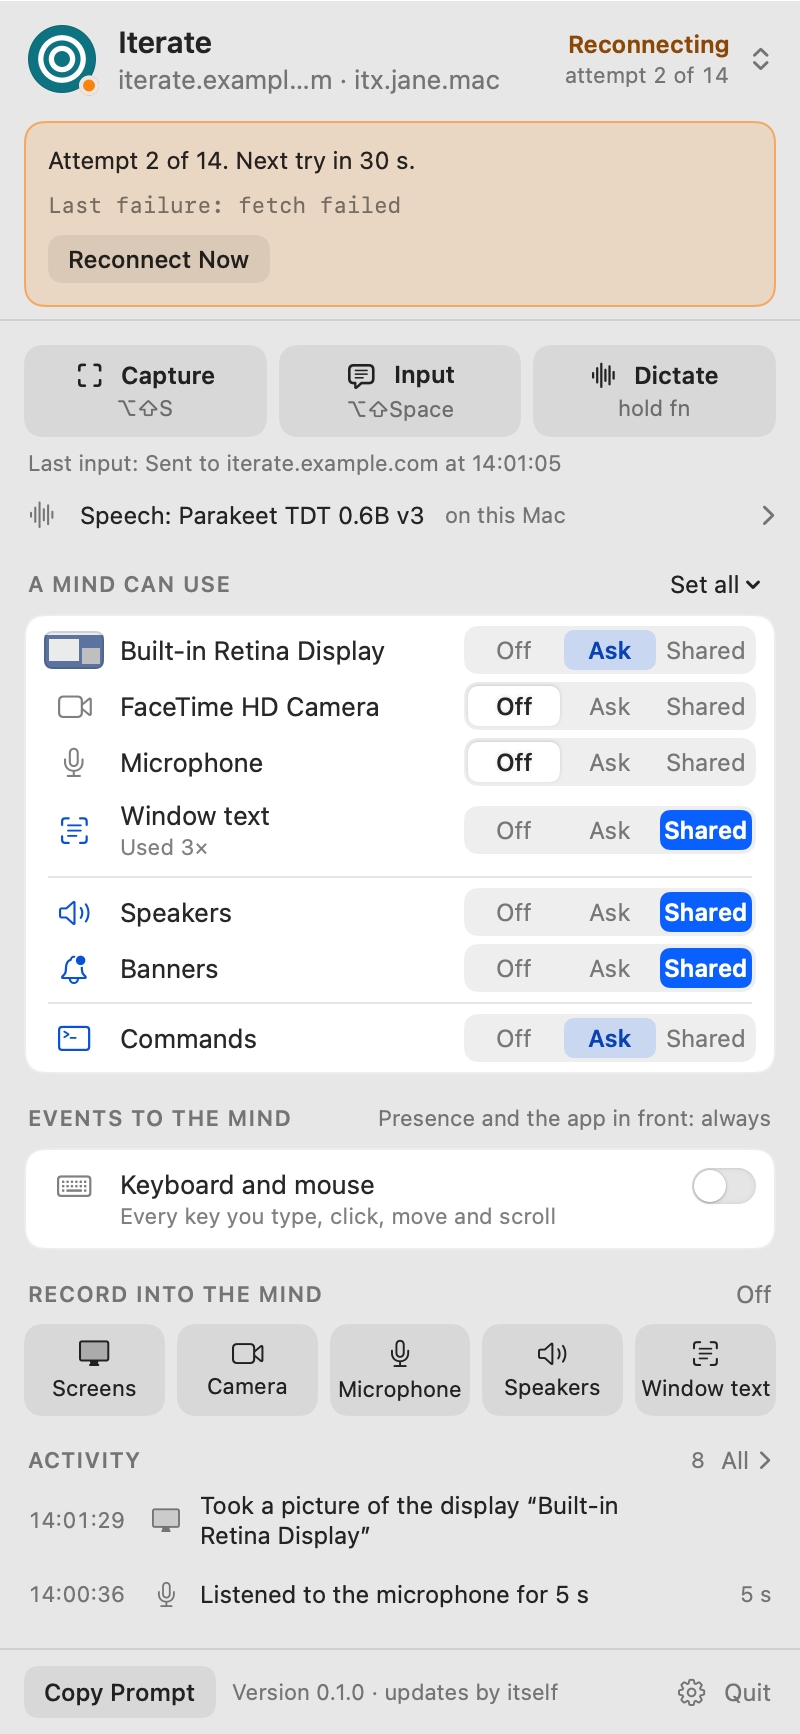 Iterate
iterate.exampl...m · itx.jane.mac
Reconnecting
attempt 2 of 14
Attempt 2 of 14. Next try in 30 s.
Last failure: fetch failed
Reconnect Now
Capture
⌥⇧S
Input
⌥⇧Space
Dictate
hold fn
Last input: Sent to iterate.example.com at 14:01:05
Speech: Parakeet TDT 0.6B v3 on this Mac
A MIND CAN USE
Set all
Built-in Retina Display Off Ask Shared
FaceTime HD Camera Off Ask Shared
Microphone Off Ask Shared
Window text Off Ask Shared
Used 3×
Speakers Off Ask Shared
Banners Off Ask Shared
Commands Off Ask Shared
EVENTS TO THE MIND Presence and the app in front: always
Keyboard and mouse
Every key you type, click, move and scroll
RECORD INTO THE MIND Off
Screens Camera Microphone Speakers Window text
ACTIVITY 8 All
14:01:29 Took a picture of the display “Built-in
Retina Display”
14:00:36 Listened to the microphone for 5 s 5 s
Copy Prompt Version 0.1.0 · updates by itself Quit